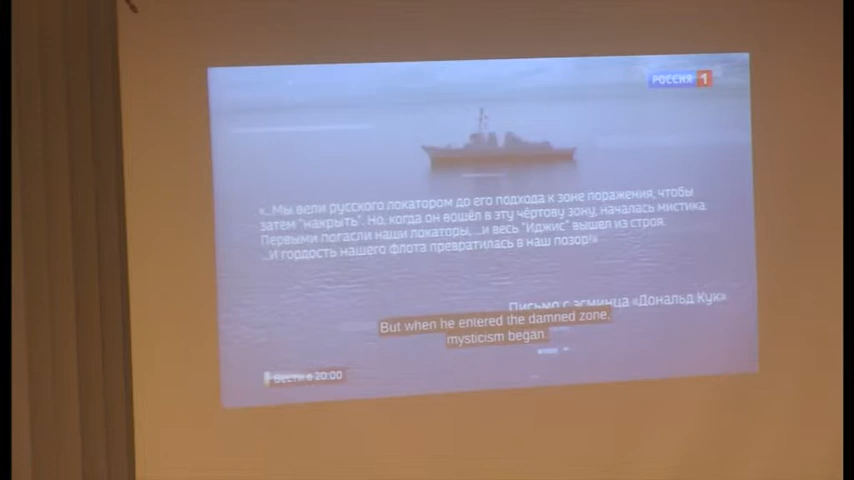 РОССИЯ 1
«...Мы вели русского локатором до его подхода к зоне поражения, чтобы
затем "накрыть". Но, когда он вошёл в эту чёртову зону, началась мистика.
Первыми погасли наши локаторы, ...и весь "Иджис" вышел из строя.
...И гордость нашего флота превратилась в наш позор!»
Письмо с эсминца «Дональд Кук»
But when he entered the damned zone,
mysticism began.
Вести в 20:00